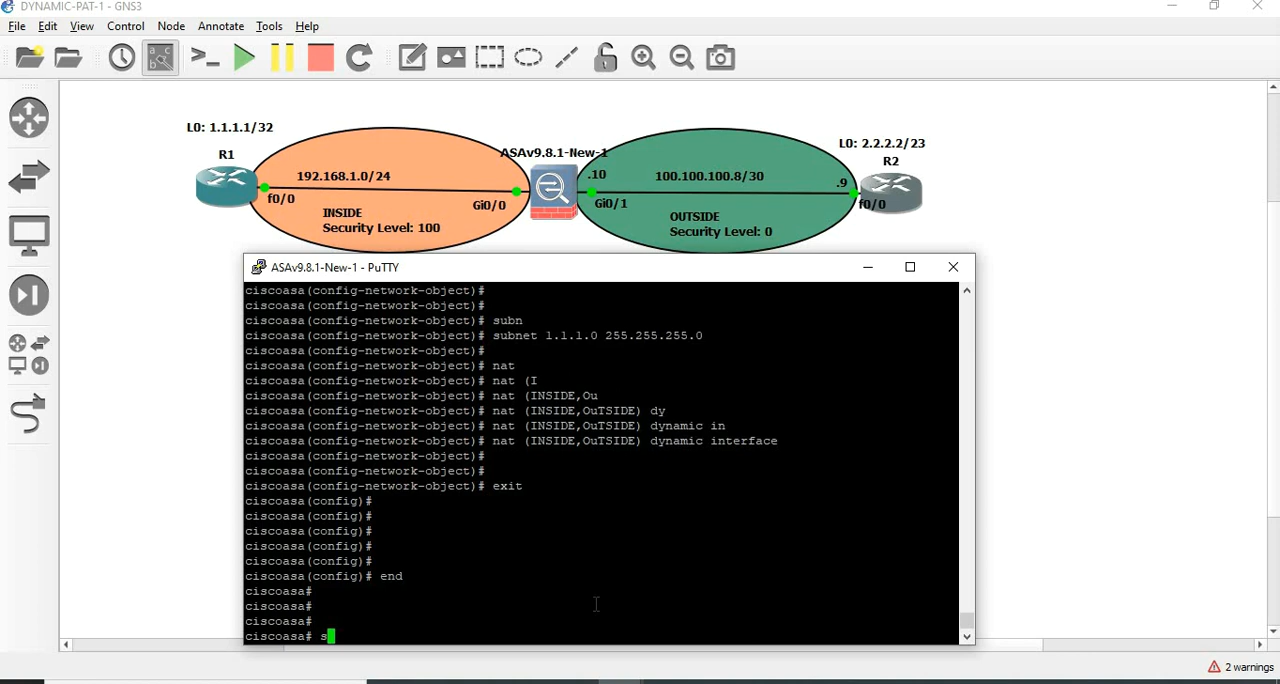 DYNAMIC-PAT-1 - GNS3
File Edit View Control Node Annotate Tools Help
L0: 1.1.1.1/32
R1
192.168.1.0/24
f0/0
Gi0/0
INSIDE
Security Level: 100
ASAv9.8.1-New-1
.10
Gi0/1
100.100.100.8/30
.9
f0/0
OUTSIDE
Security Level: 0
L0: 2.2.2.2/23
R2
ASAv9.8.1-New-1 - PuTTY
ciscoasa(config-network-object)#
ciscoasa(config-network-object)#
ciscoasa(config-network-object)# subn
ciscoasa(config-network-object)# subnet 1.1.1.0 255.255.255.0
ciscoasa(config-network-object)#
ciscoasa(config-network-object)# nat
ciscoasa(config-network-object)# nat (I
ciscoasa(config-network-object)# nat (INSIDE,Ou
ciscoasa(config-network-object)# nat (INSIDE,OuTSIDE) dy
ciscoasa(config-network-object)# nat (INSIDE,OuTSIDE) dynamic in
ciscoasa(config-network-object)# nat (INSIDE,OuTSIDE) dynamic interface
ciscoasa(config-network-object)#
ciscoasa(config-network-object)#
ciscoasa(config-network-object)# exit
ciscoasa(config)#
ciscoasa(config)#
ciscoasa(config)#
ciscoasa(config)#
ciscoasa(config)#
ciscoasa(config)# end
ciscoasa#
ciscoasa#
ciscoasa#
ciscoasa# s
2 warnings